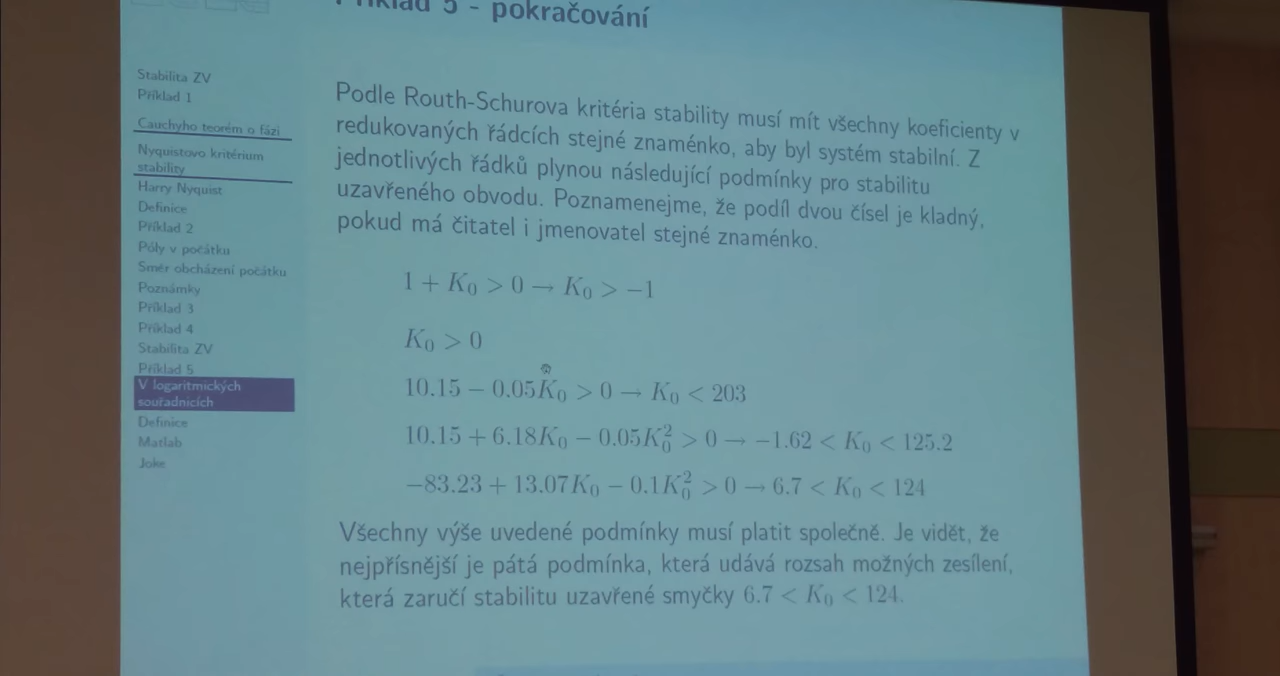 Příklad 5 - pokračování
Stabilita ZV
Příklad 1
Cauchyho teorém o fázi
Nyquistovo kritérium
stability
Harry Nyquist
Definice
Příklad 2
Póly v počátku
Směr obcházení počátku
Poznámky
Příklad 3
Příklad 4
Stabilita ZV
Příklad 5
V logaritmických
souřadnicích
Definice
Matlab
Joke
Podle Routh-Schurova kritéria stability musí mít všechny koeficienty v
redukovaných řádcích stejné znaménko, aby byl systém stabilní. Z
jednotlivých řádků plynou následující podmínky pro stabilitu
uzavřeného obvodu. Poznamenejme, že podíl dvou čísel je kladný,
pokud má čitatel i jmenovatel stejné znaménko.
1 + K₀ > 0 → K₀ > −1
K₀ > 0
10.15 − 0.05K₀ > 0 → K₀ < 203
10.15 + 6.18K₀ − 0.05K₀² > 0 → −1.62 < K₀ < 125.2
−83.23 + 13.07K₀ − 0.1K₀² > 0 → 6.7 < K₀ < 124
Všechny výše uvedené podmínky musí platit společně. Je vidět, že
nejpřísnější je pátá podmínka, která udává rozsah možných zesílení,
která zaručí stabilitu uzavřené smyčky 6.7 < K₀ < 124.